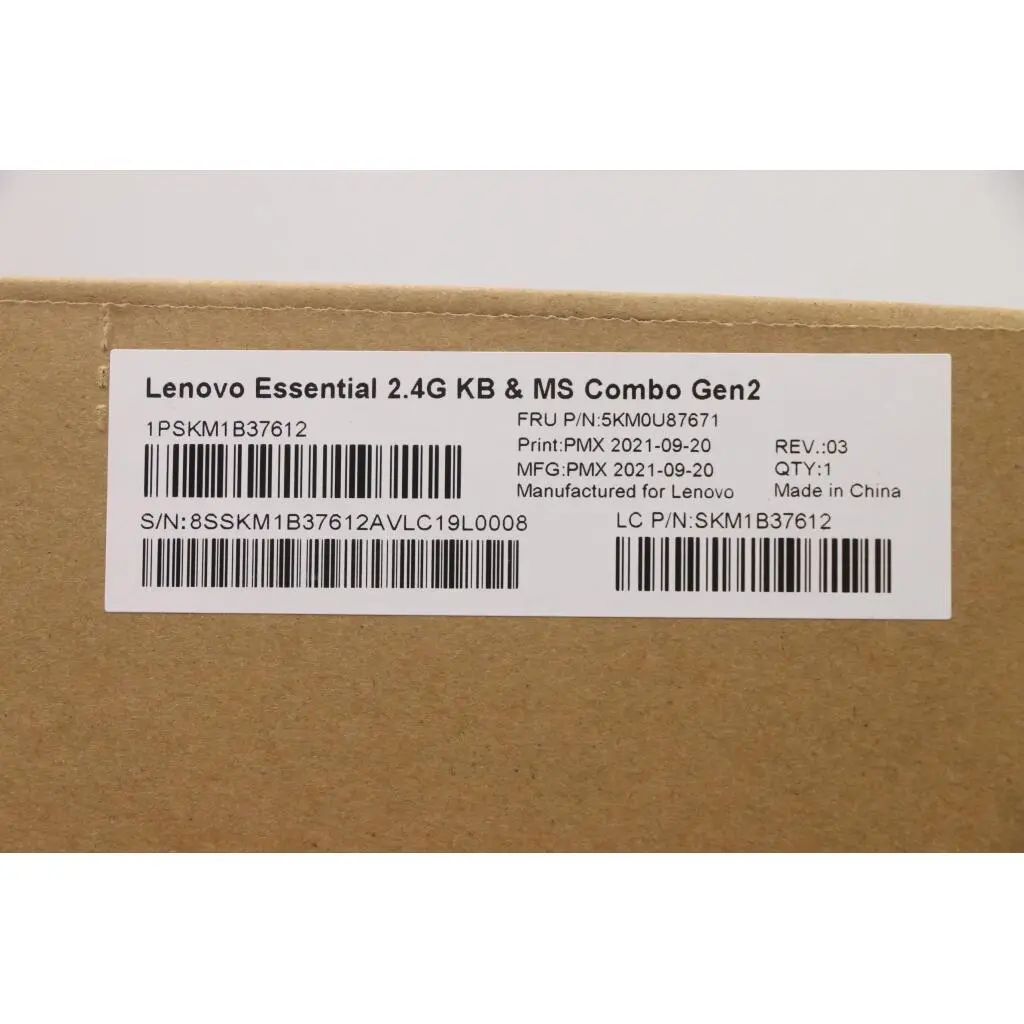 Lenovo Essential 2.4G KB & MS Combo Gen2
1PSKM1B37612
FRU P/N:5KM0U87671
Print:PMX 2021-09-20
REV.:03
MFG:PMX 2021-09-20
QTY:1
Manufactured for Lenovo
Made in China
S/N:8SSKM1B37612AVLC19L0008
LC P/N:SKM1B37612